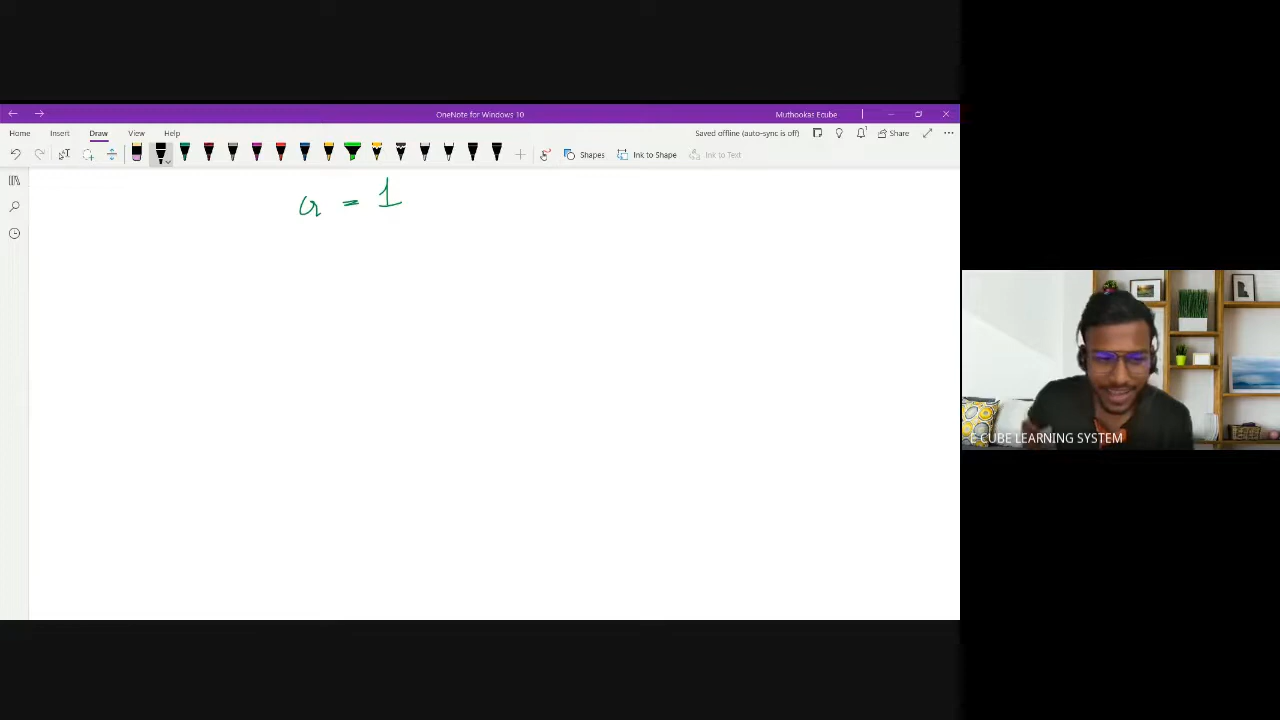 OneNote for Windows 10
Muthookas Ecube
Home Insert Draw View Help
Saved offline (auto-sync is off)
Share
Shapes
Ink to Shape
Ink to Text
a = 1
E CUBE LEARNING SYSTEM